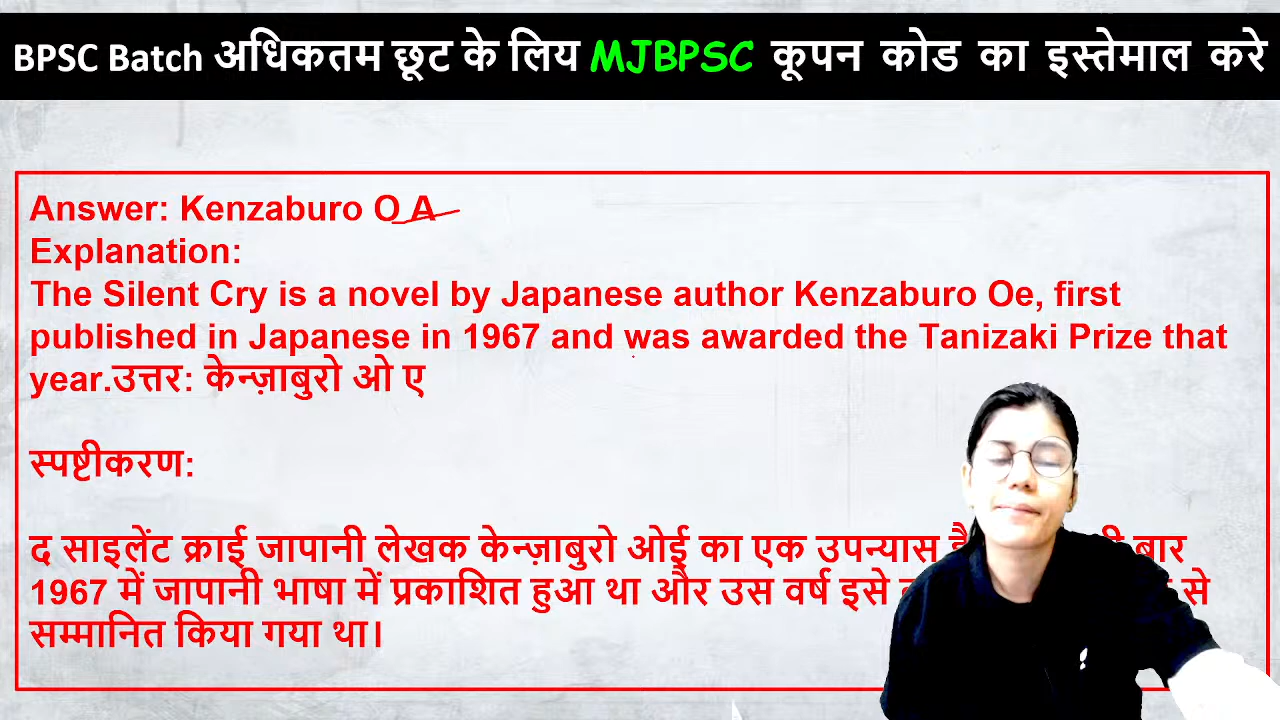 BPSC Batch अधिकतम छूट के लिय MJBPSC कूपन कोड का इस्तेमाल करे
Answer: Kenzaburo O A
Explanation:
The Silent Cry is a novel by Japanese author Kenzaburo Oe, first
published in Japanese in 1967 and was awarded the Tanizaki Prize that
year.उत्तर: केन्ज़ाबुरो ओ ए
स्पष्टीकरण:
द साइलेंट क्राई जापानी लेखक केन्ज़ाबुरो ओई का एक उपन्यास बार
1967 में जापानी भाषा में प्रकाशित हुआ था और उस वर्ष इसे से
सम्मानित किया गया था।